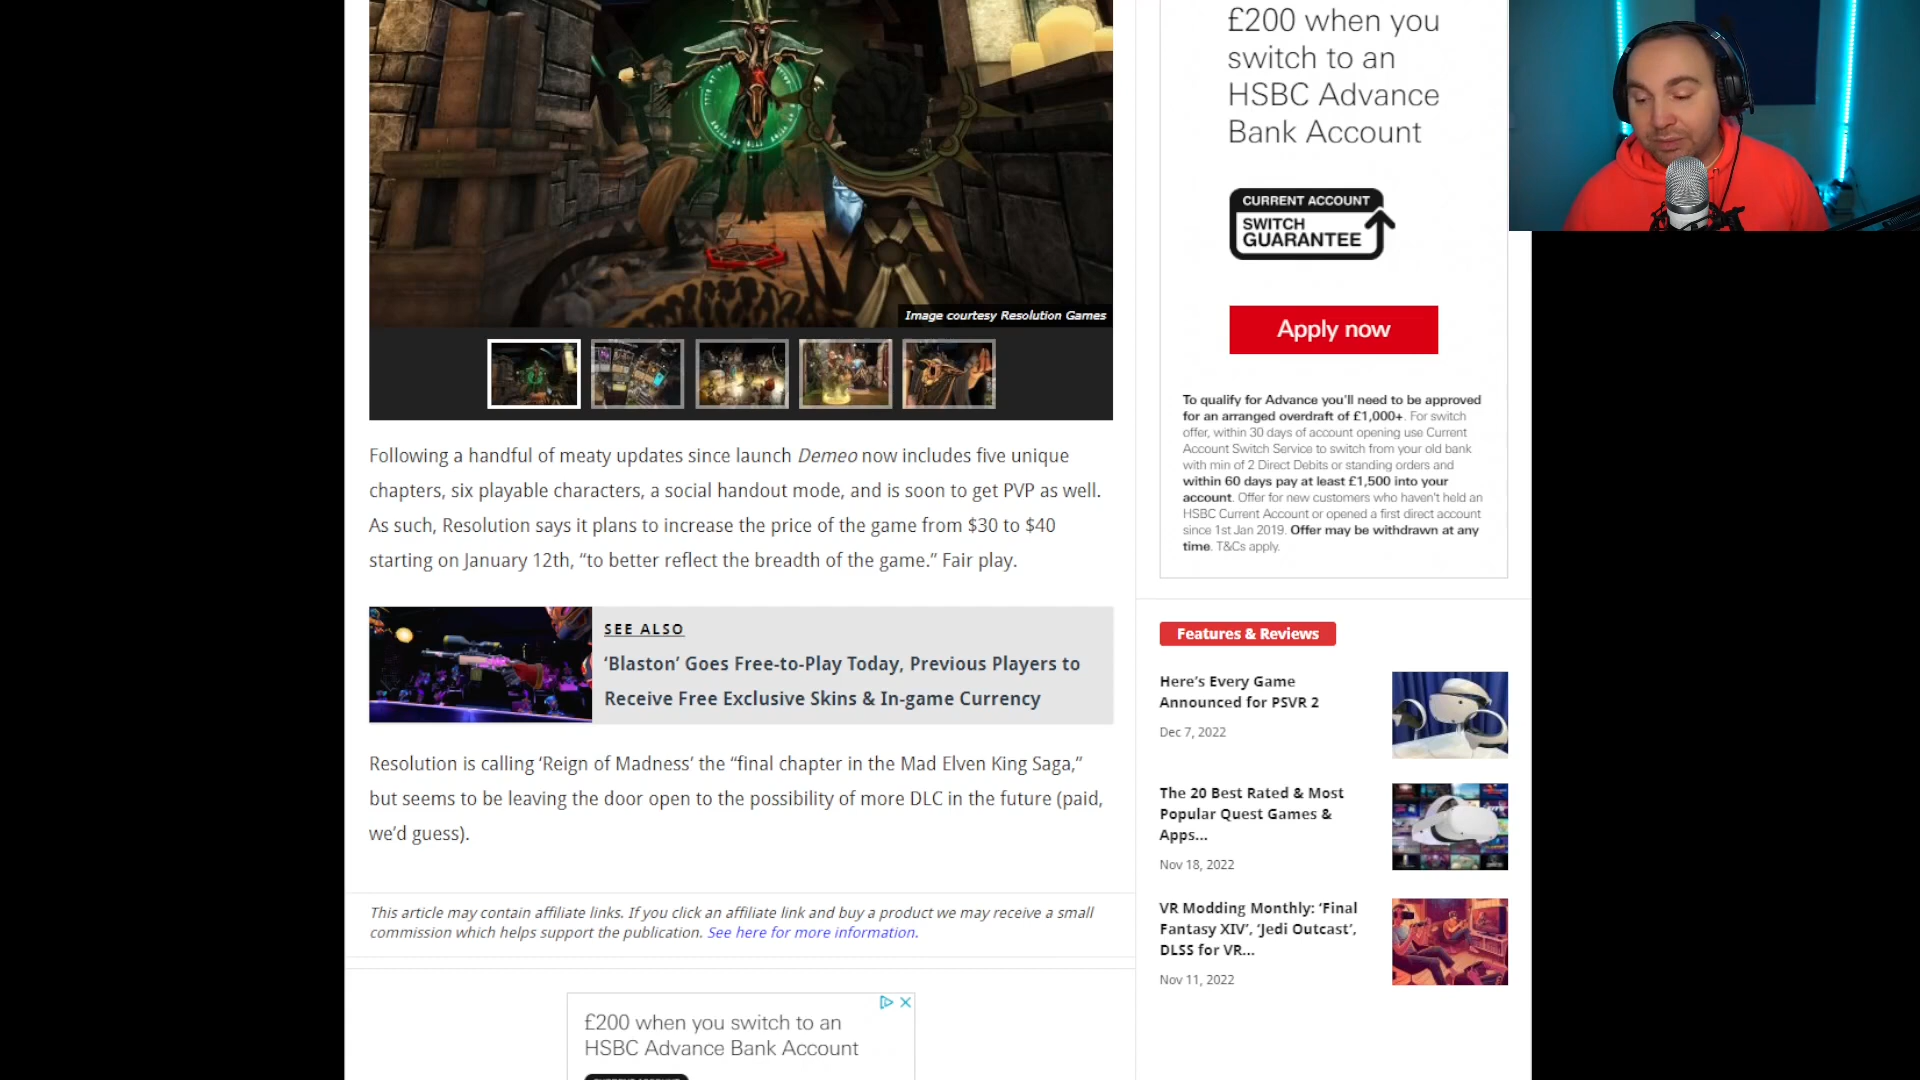 Image courtesy Resolution Games
Following a handful of meaty updates since launch Demeo now includes five unique
chapters, six playable characters, a social handout mode, and is soon to get PVP as well.
As such, Resolution says it plans to increase the price of the game from $30 to $40
starting on January 12th, “to better reflect the breadth of the game.” Fair play.
SEE ALSO
‘Blaston’ Goes Free-to-Play Today, Previous Players to
Receive Free Exclusive Skins & In-game Currency
Resolution is calling ‘Reign of Madness’ the “final chapter in the Mad Elven King Saga,”
but seems to be leaving the door open to the possibility of more DLC in the future (paid,
we’d guess).
This article may contain affiliate links. If you click an affiliate link and buy a product we may receive a small
commission which helps support the publication. See here for more information.
£200 when you switch to an
HSBC Advance Bank Account
£200 when you
switch to an
HSBC Advance
Bank Account
CURRENT ACCOUNT
SWITCH
GUARANTEE
Apply now
To qualify for Advance you'll need to be approved
for an arranged overdraft of £1,000+. For switch
offer, within 30 days of account opening use Current
Account Switch Service to switch from your old bank
with min of 2 Direct Debits or standing orders and
within 60 days pay at least £1,500 into your
account. Offer for new customers who haven't held an
HSBC Current Account or opened a first direct account
since 1st Jan 2019. Offer may be withdrawn at any
time. T&Cs apply.
Features & Reviews
Here’s Every Game
Announced for PSVR 2
Dec 7, 2022
The 20 Best Rated & Most
Popular Quest Games &
Apps...
Nov 18, 2022
VR Modding Monthly: ‘Final
Fantasy XIV’, ‘Jedi Outcast’,
DLSS for VR...
Nov 11, 2022